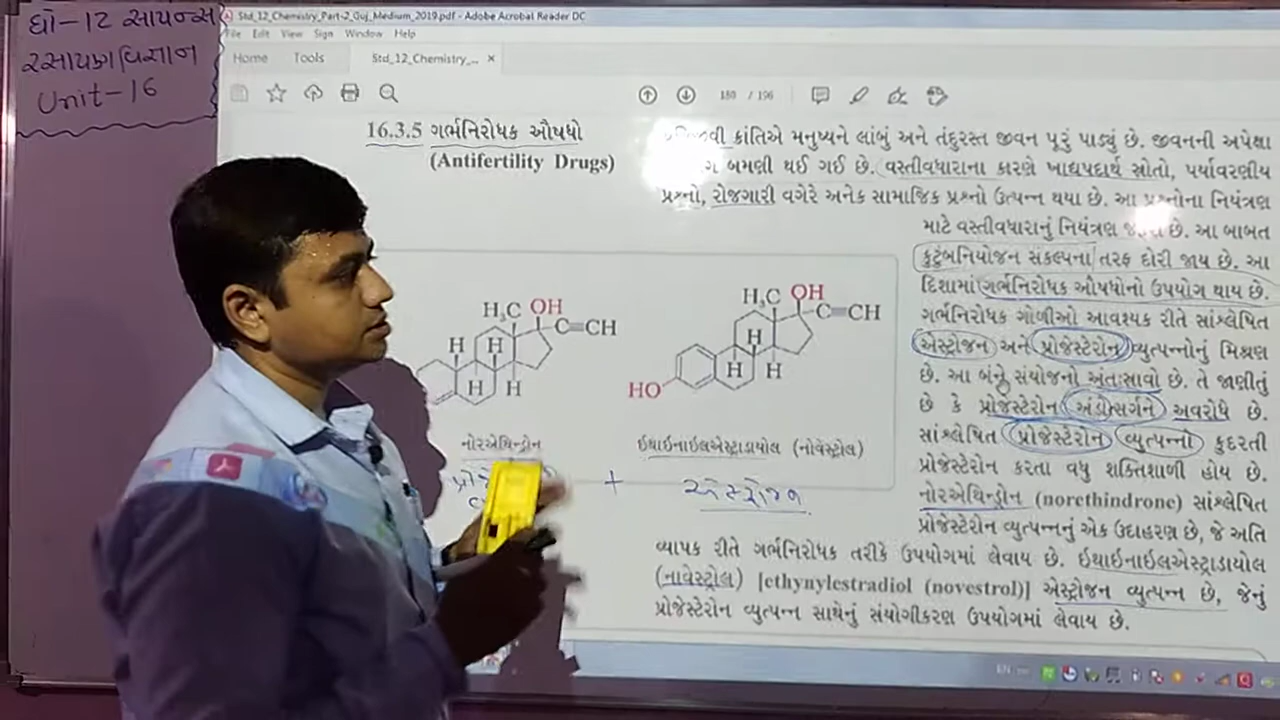 ધો-12 સાયન્સ
રસાયણ વિજ્ઞાન
Unit-16
Std_12_Chemistry_Part-2_Guj_Medium_2019.pdf - Adobe Acrobat Reader DC
File Edit View Sign Window Help
Home Tools Std_12_Chemistry_... ×
180 / 196
16.3.5 ગર્ભનિરોધક ઔષધો
(Antifertility Drugs)
ક્રાંતિએ મનુષ્યને લાંબું અને તંદુરસ્ત જીવન પૂરું પાડ્યું છે. જીવનની અપેક્ષા
બમણી થઈ ગઈ છે. વસ્તીવધારાના કારણે ખાદ્યપદાર્થ સ્રોતો, પર્યાવરણીય
પ્રશ્નો, રોજગારી વગેરે અનેક સામાજિક પ્રશ્નો ઉત્પન્ન થયા છે. આ પ્રશ્નોના નિયંત્રણ
માટે વસ્તીવધારાનું નિયંત્રણ જરૂરી છે. આ બાબત
કુટુંબનિયોજન સંકલ્પના તરફ દોરી જાય છે. આ
દિશામાં ગર્ભનિરોધક ઔષધોનો ઉપયોગ થાય છે.
ગર્ભનિરોધક ગોળીઓ આવશ્યક રીતે સાંશ્લેષિત
એસ્ટ્રોજન અને પ્રોજેસ્ટેરોન વ્યુત્પન્નોનું મિશ્રણ
છે. આ બંન્ને સંયોજનો અંતઃસ્રાવો છે. તે જાણીતું
છે કે પ્રોજેસ્ટેરોન અંડોત્સર્ગને અવરોધે છે.
સાંશ્લેષિત પ્રોજેસ્ટેરોન વ્યુત્પન્નો કુદરતી
પ્રોજેસ્ટેરોન કરતા વધુ શક્તિશાળી હોય છે.
નોરએથિન્ડ્રોન (norethindrone) સાંશ્લેષિત
પ્રોજેસ્ટેરોન વ્યુત્પન્નનું એક ઉદાહરણ છે, જે અતિ
વ્યાપક રીતે ગર્ભનિરોધક તરીકે ઉપયોગમાં લેવાય છે. ઇથાઇનાઇલએસ્ટ્રાડાયોલ
(નોવેસ્ટ્રોલ) [ethynylestradiol (novestrol)] એસ્ટ્રોજન વ્યુત્પન્ન છે, જેનું
પ્રોજેસ્ટેરોન વ્યુત્પન્ન સાથેનું સંયોગીકરણ ઉપયોગમાં લેવાય છે.
H₃C OH
C≡CH
H H
H H
H₃C OH
C≡CH
H
H H
HO
નોરએથિન્ડ્રોન
ઇથાઇનાઇલએસ્ટ્રાડાયોલ (નોવેસ્ટ્રોલ)
+ એસ્ટ્રોજન
EN